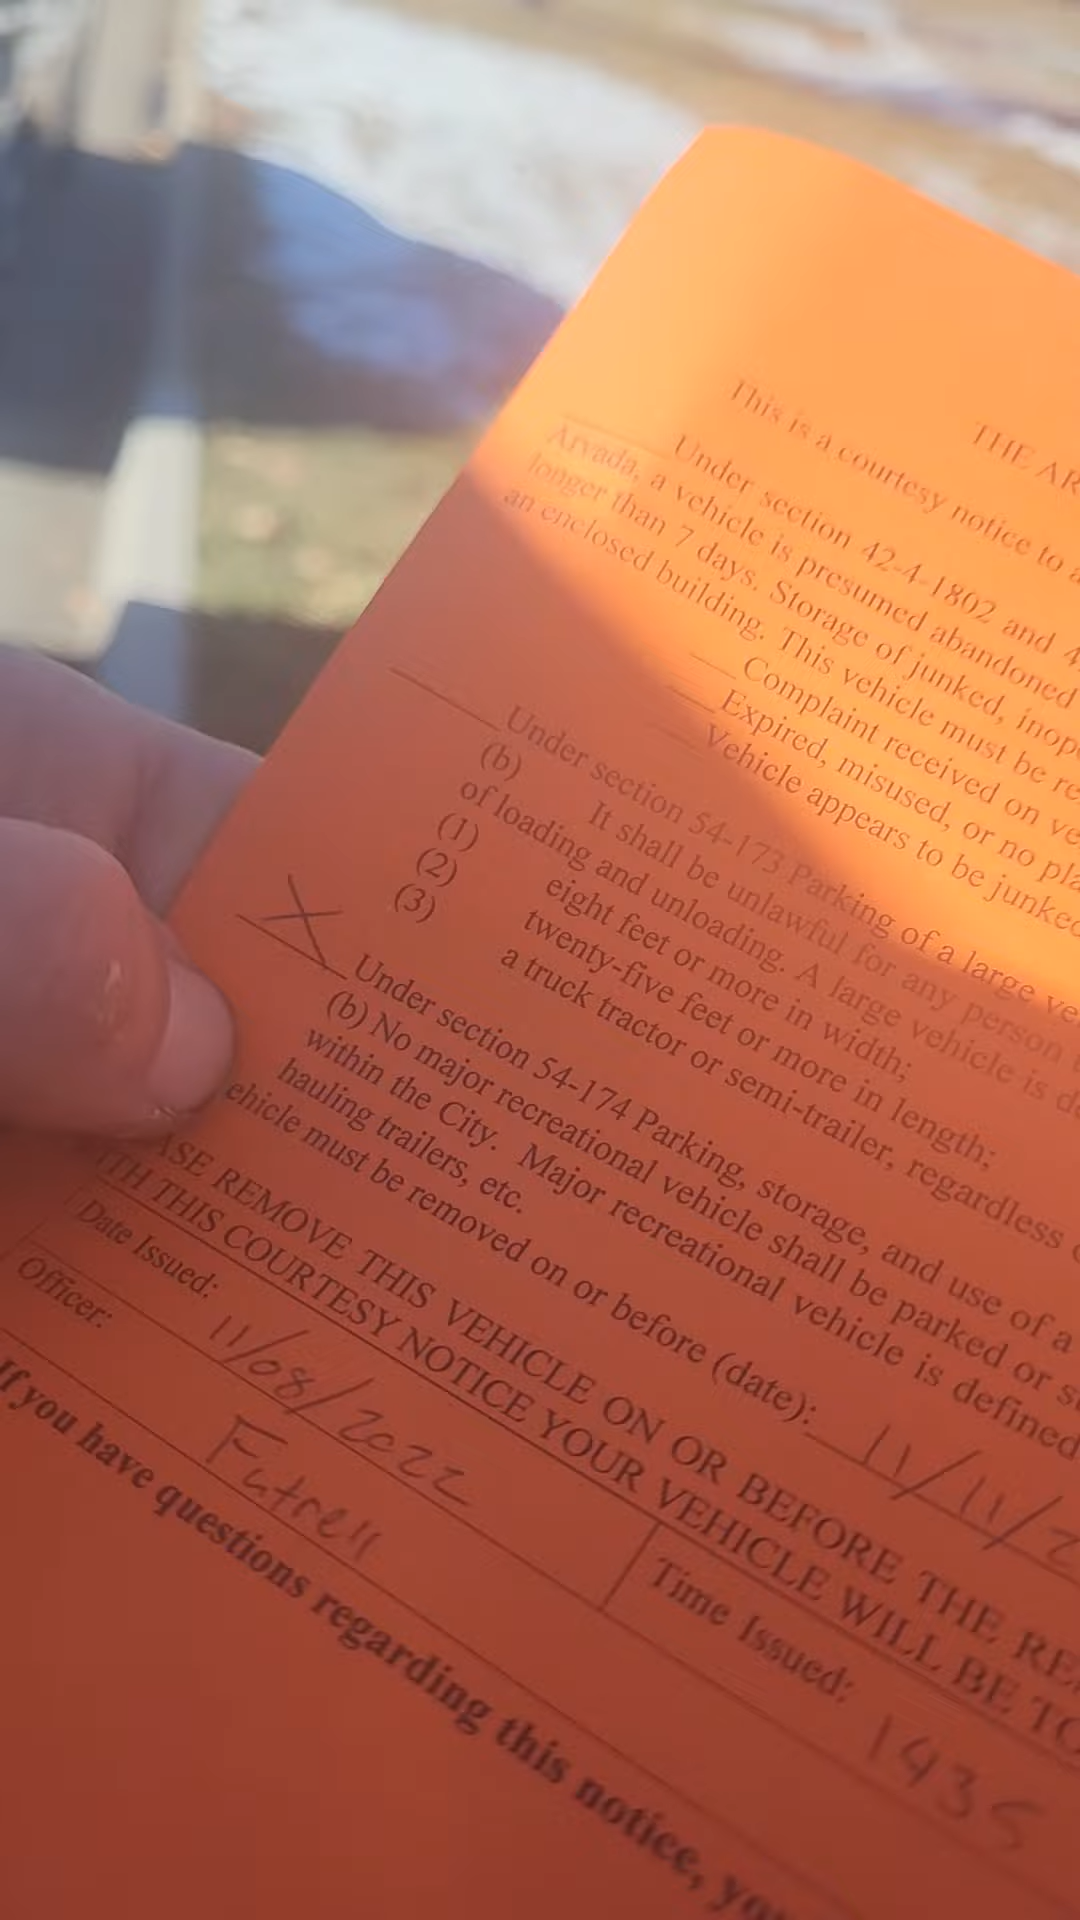 THE AR
This is a courtesy notice to a
Under section 42-4-1802 and 4
Arvada, a vehicle is presumed abandoned
longer than 7 days. Storage of junked, inop
an enclosed building. This vehicle must be re
Complaint received on ve
Expired, misused, or no pla
Vehicle appears to be junked
Under section 54-173 Parking of a large ve
(b) It shall be unlawful for any person
of loading and unloading. A large vehicle is de
(1) eight feet or more in width;
(2) twenty-five feet or more in length;
(3) a truck tractor or semi-trailer, regardless o
X Under section 54-174 Parking, storage, and use of a
(b) No major recreational vehicle shall be parked or st
within the City. Major recreational vehicle is defined
hauling trailers, etc.
ehicle must be removed on or before (date): 11/11/2
ASE REMOVE THIS VEHICLE ON OR BEFORE THE RE
TH THIS COURTESY NOTICE YOUR VEHICLE WILL BE TO
Date Issued: 11/08/2022 Time Issued: 1435
Officer: Futrell
If you have questions regarding this notice, you